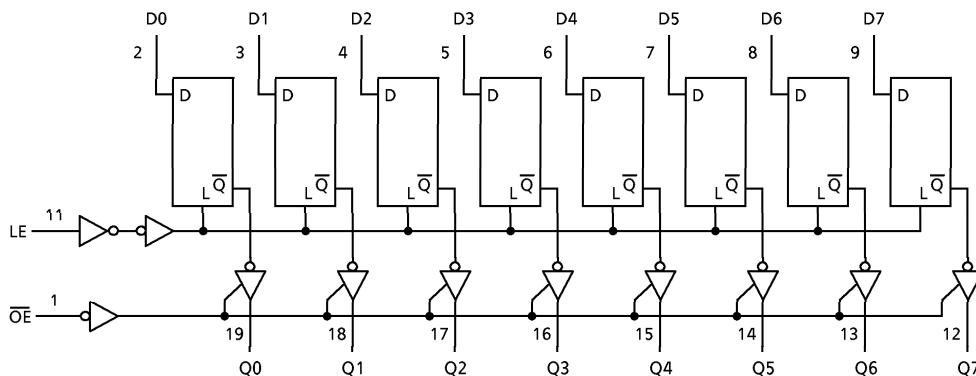 D0 D1 D2 D3 D4 D5 D6 D7
2 3 4 5 6 7 8 9
D D D D D D D D
L Q̅ L Q̅ L Q̅ L Q̅ L Q̅ L Q̅ L Q̅ L Q̅
LE 11
O̅E̅ 1
19 18 17 16 15 14 13 12
Q0 Q1 Q2 Q3 Q4 Q5 Q6 Q7